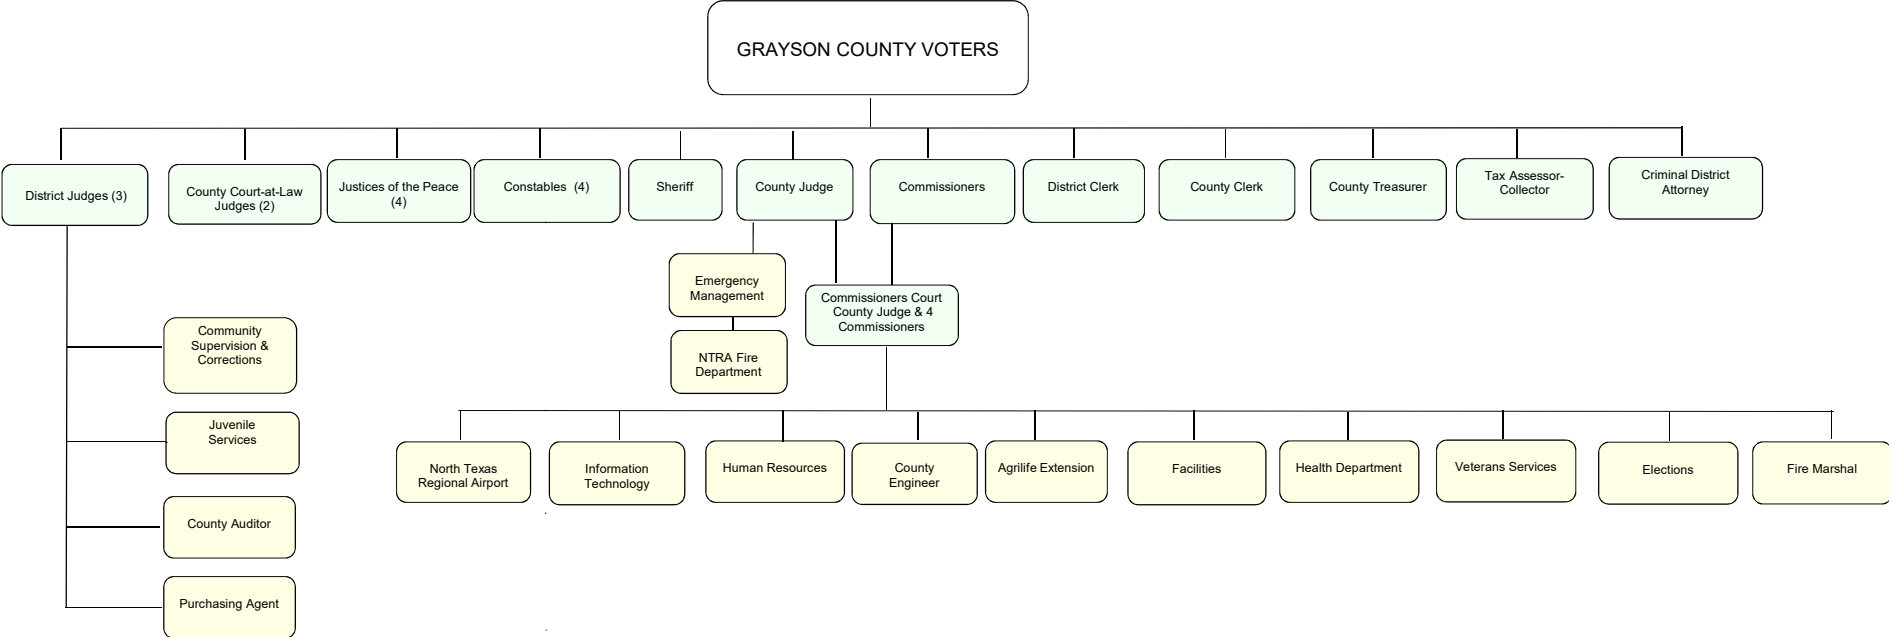 GRAYSON COUNTY VOTERS
District Judges (3)
County Court-at-Law
Judges (2)
Justices of the Peace
(4)
Constables (4)
Sheriff
County Judge
Commissioners
District Clerk
County Clerk
County Treasurer
Tax Assessor-
Collector
Criminal District
Attorney
Emergency
Management
Commissioners Court
County Judge & 4
Commissioners
NTRA Fire
Department
Community
Supervision &
Corrections
Juvenile
Services
County Auditor
Purchasing Agent
North Texas
Regional Airport
Information
Technology
Human Resources
County
Engineer
Agrilife Extension
Facilities
Health Department
Veterans Services
Elections
Fire Marshal